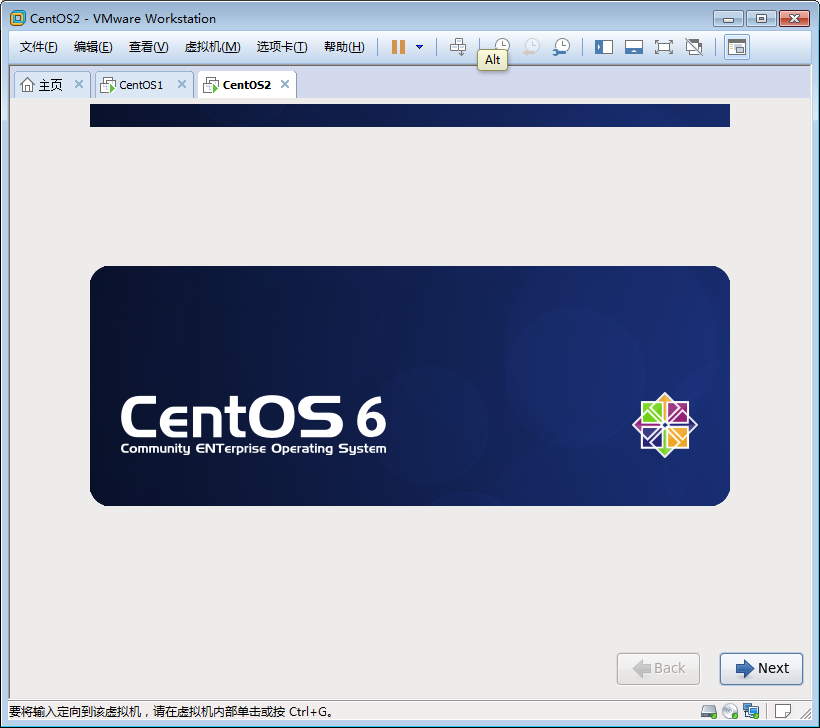 CentOS2 - VMware Workstation
文件(F) 编辑(E) 查看(V) 虚拟机(M) 选项卡(T) 帮助(H)
Alt
主页 CentOS1 CentOS2
CentOS 6
Community ENTerprise Operating System
Back Next
要将输入定向到该虚拟机，请在虚拟机内部单击或按 Ctrl+G。